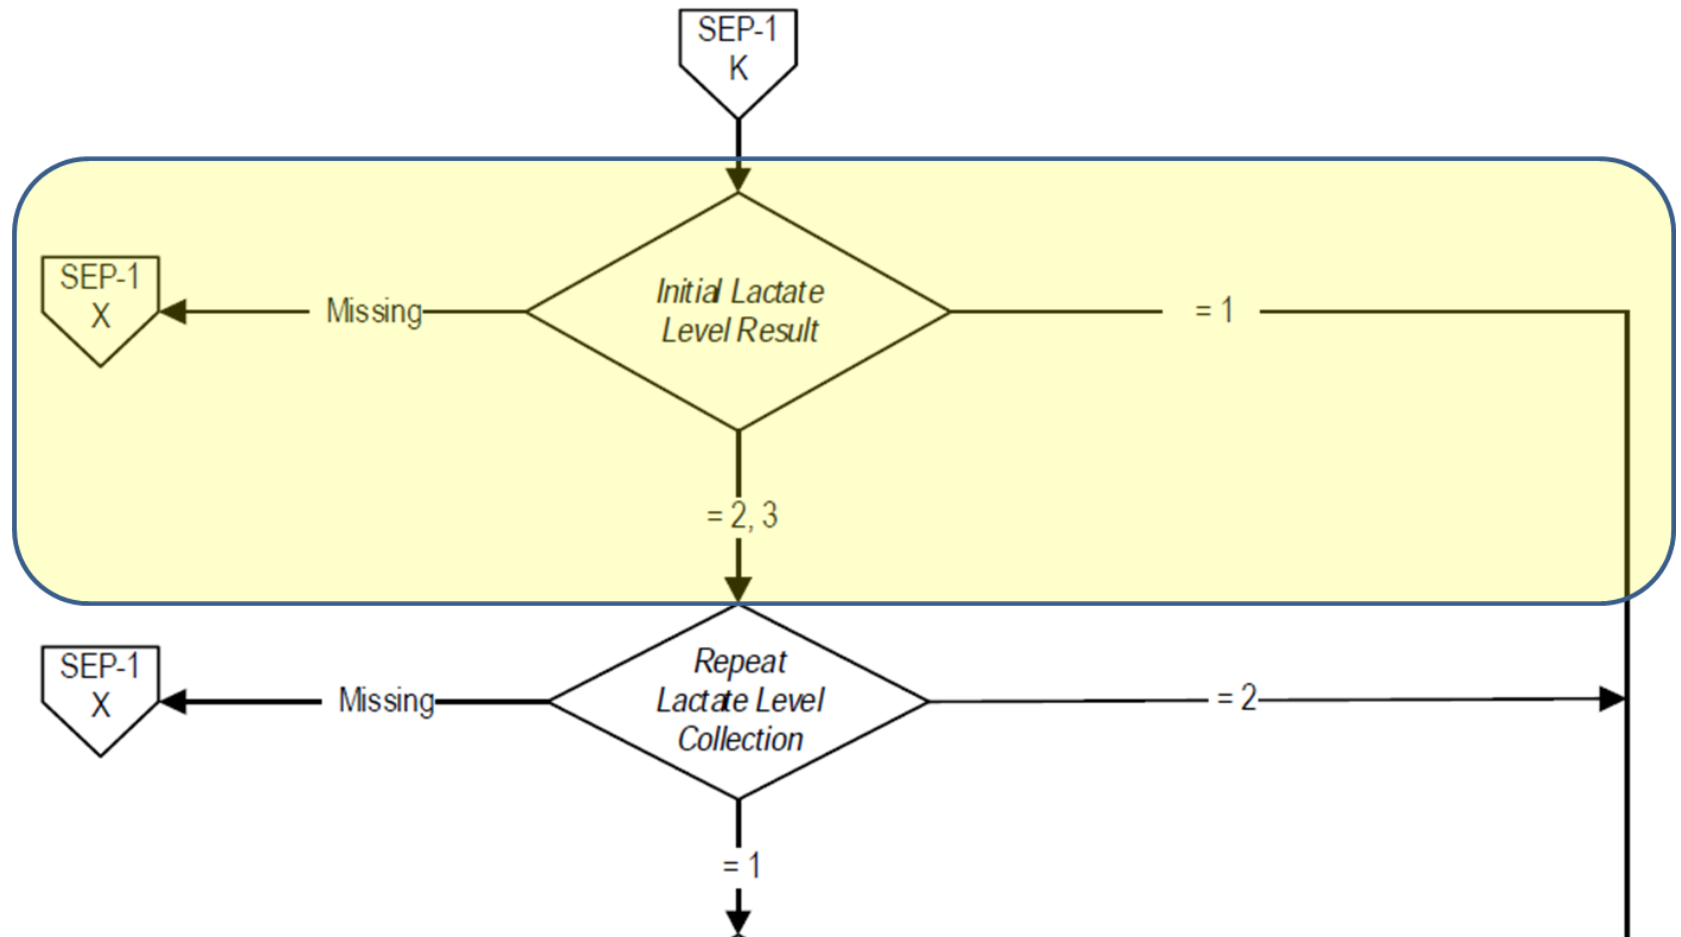 SEP-1
K
SEP-1
X
Missing
Initial Lactate
Level Result
= 1
= 2, 3
SEP-1
X
Missing
Repeat
Lactate Level
Collection
= 2
= 1